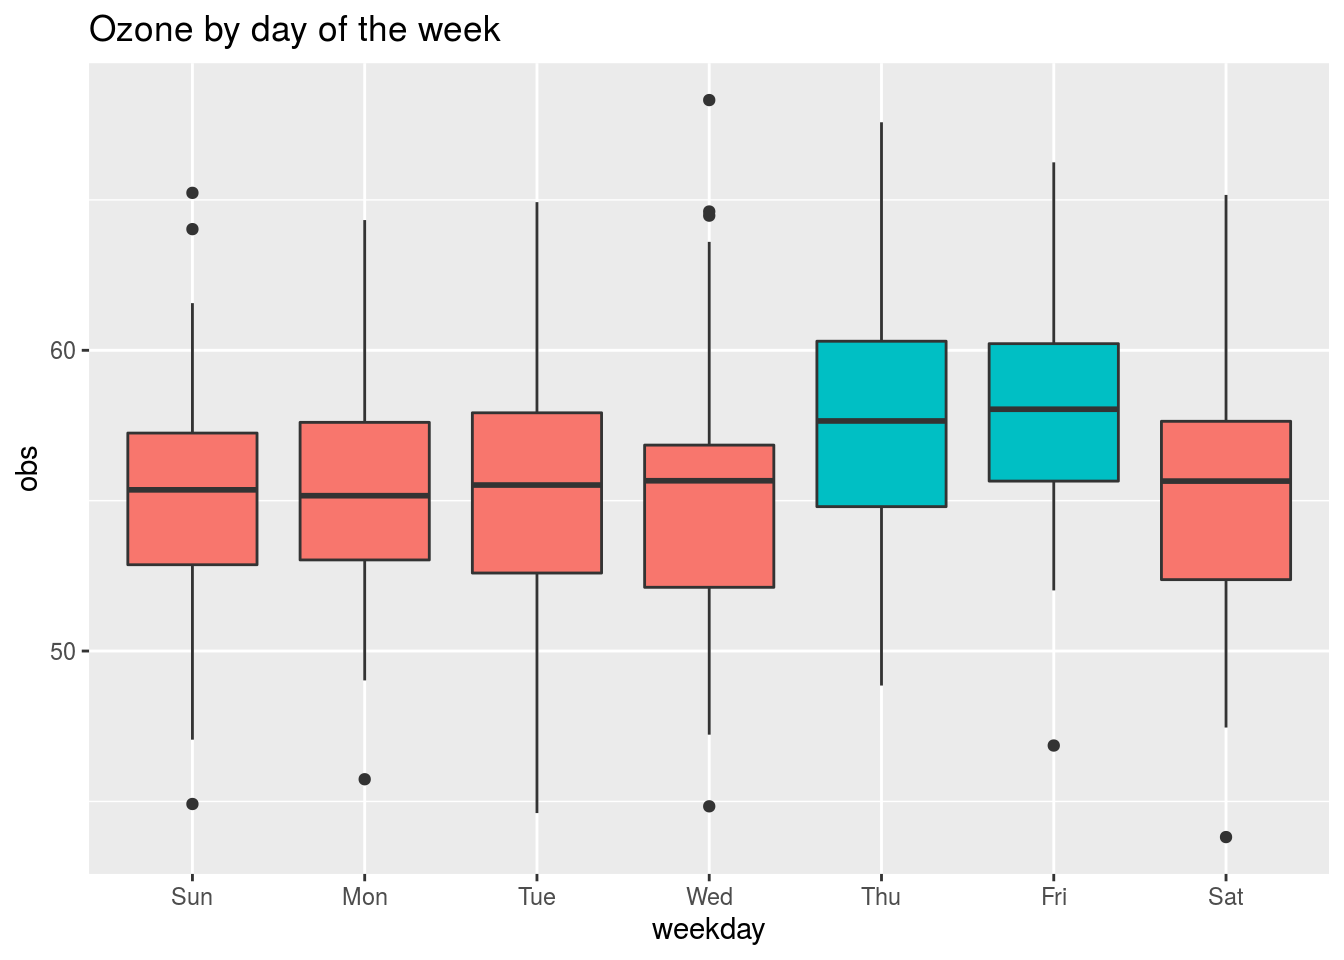 Ozone by day of the week
60
50
obs
Sun Mon Tue Wed Thu Fri Sat
weekday